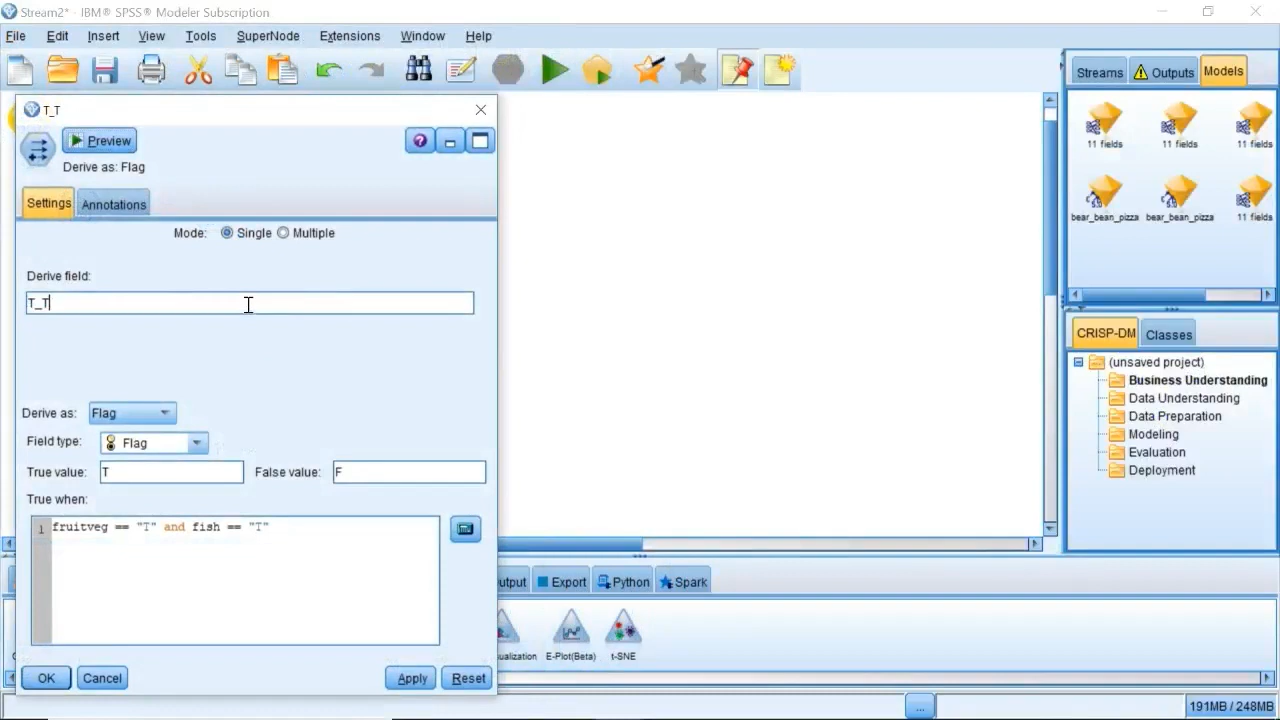 Stream2* - IBM® SPSS® Modeler Subscription
File Edit Insert View Tools SuperNode Extensions Window Help
T_T
Preview
Derive as: Flag
Settings Annotations
Mode: Single Multiple
Derive field:
T_T
Derive as: Flag
Field type: Flag
True value: T False value: F
True when:
1 fruitveg == "T" and fish == "T"
OK Cancel Apply Reset
Streams Outputs Models
11 fields 11 fields 11 fields
bear_bean_pizza bear_bean_pizza 11 fields
CRISP-DM Classes
(unsaved project)
Business Understanding
Data Understanding
Data Preparation
Modeling
Evaluation
Deployment
Export Python Spark
E-Plot(Beta) t-SNE
... 191MB / 248MB